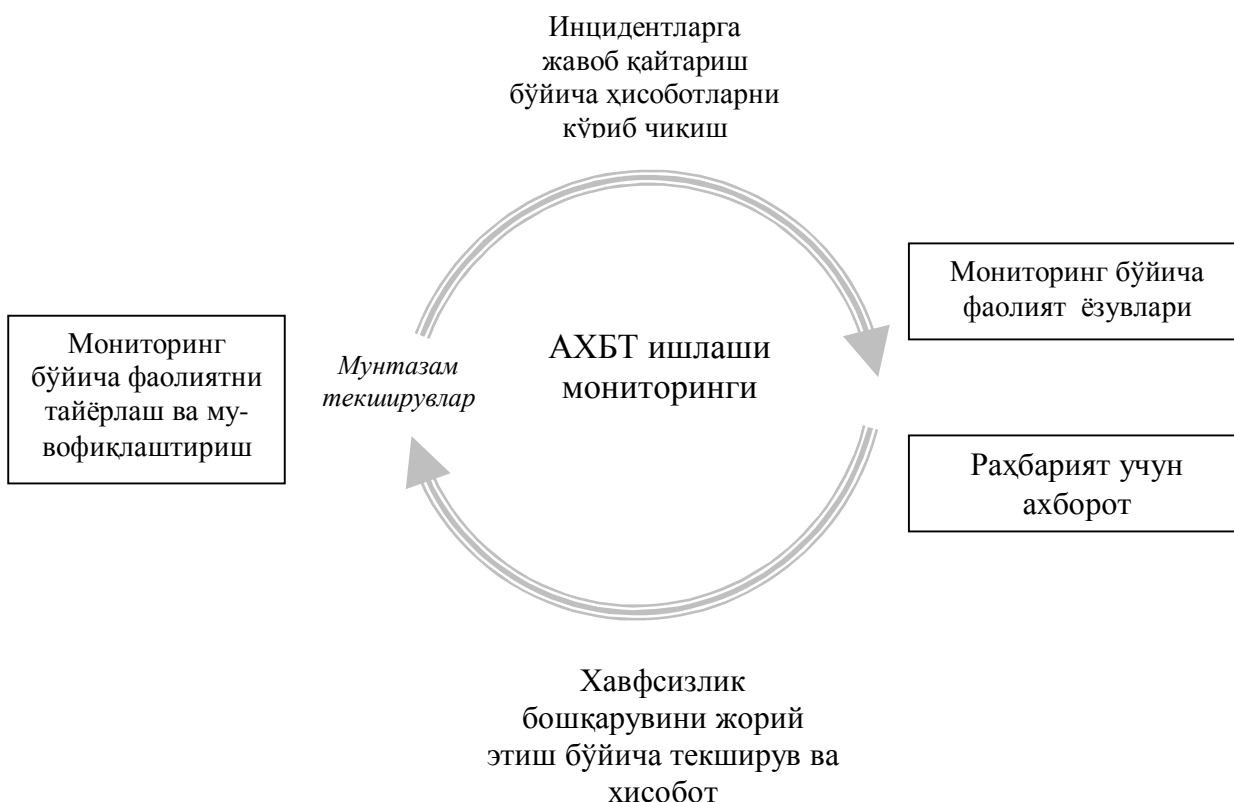 Инцидентларга
жавоб қайтариш
бўйича ҳисоботларни
кўриб чиқиш
Мониторинг бўйича
фаолият ёзувлари
Мониторинг
бўйича фаолиятни
тайёрлаш ва му-
вофиқлаштириш
Мунтазам
текширувлар
АХБТ ишлаши
мониторинги
Раҳбарият учун
ахборот
Хавфсизлик
бошқарувини жорий
этиш бўйича текширув ва
ҳисобот